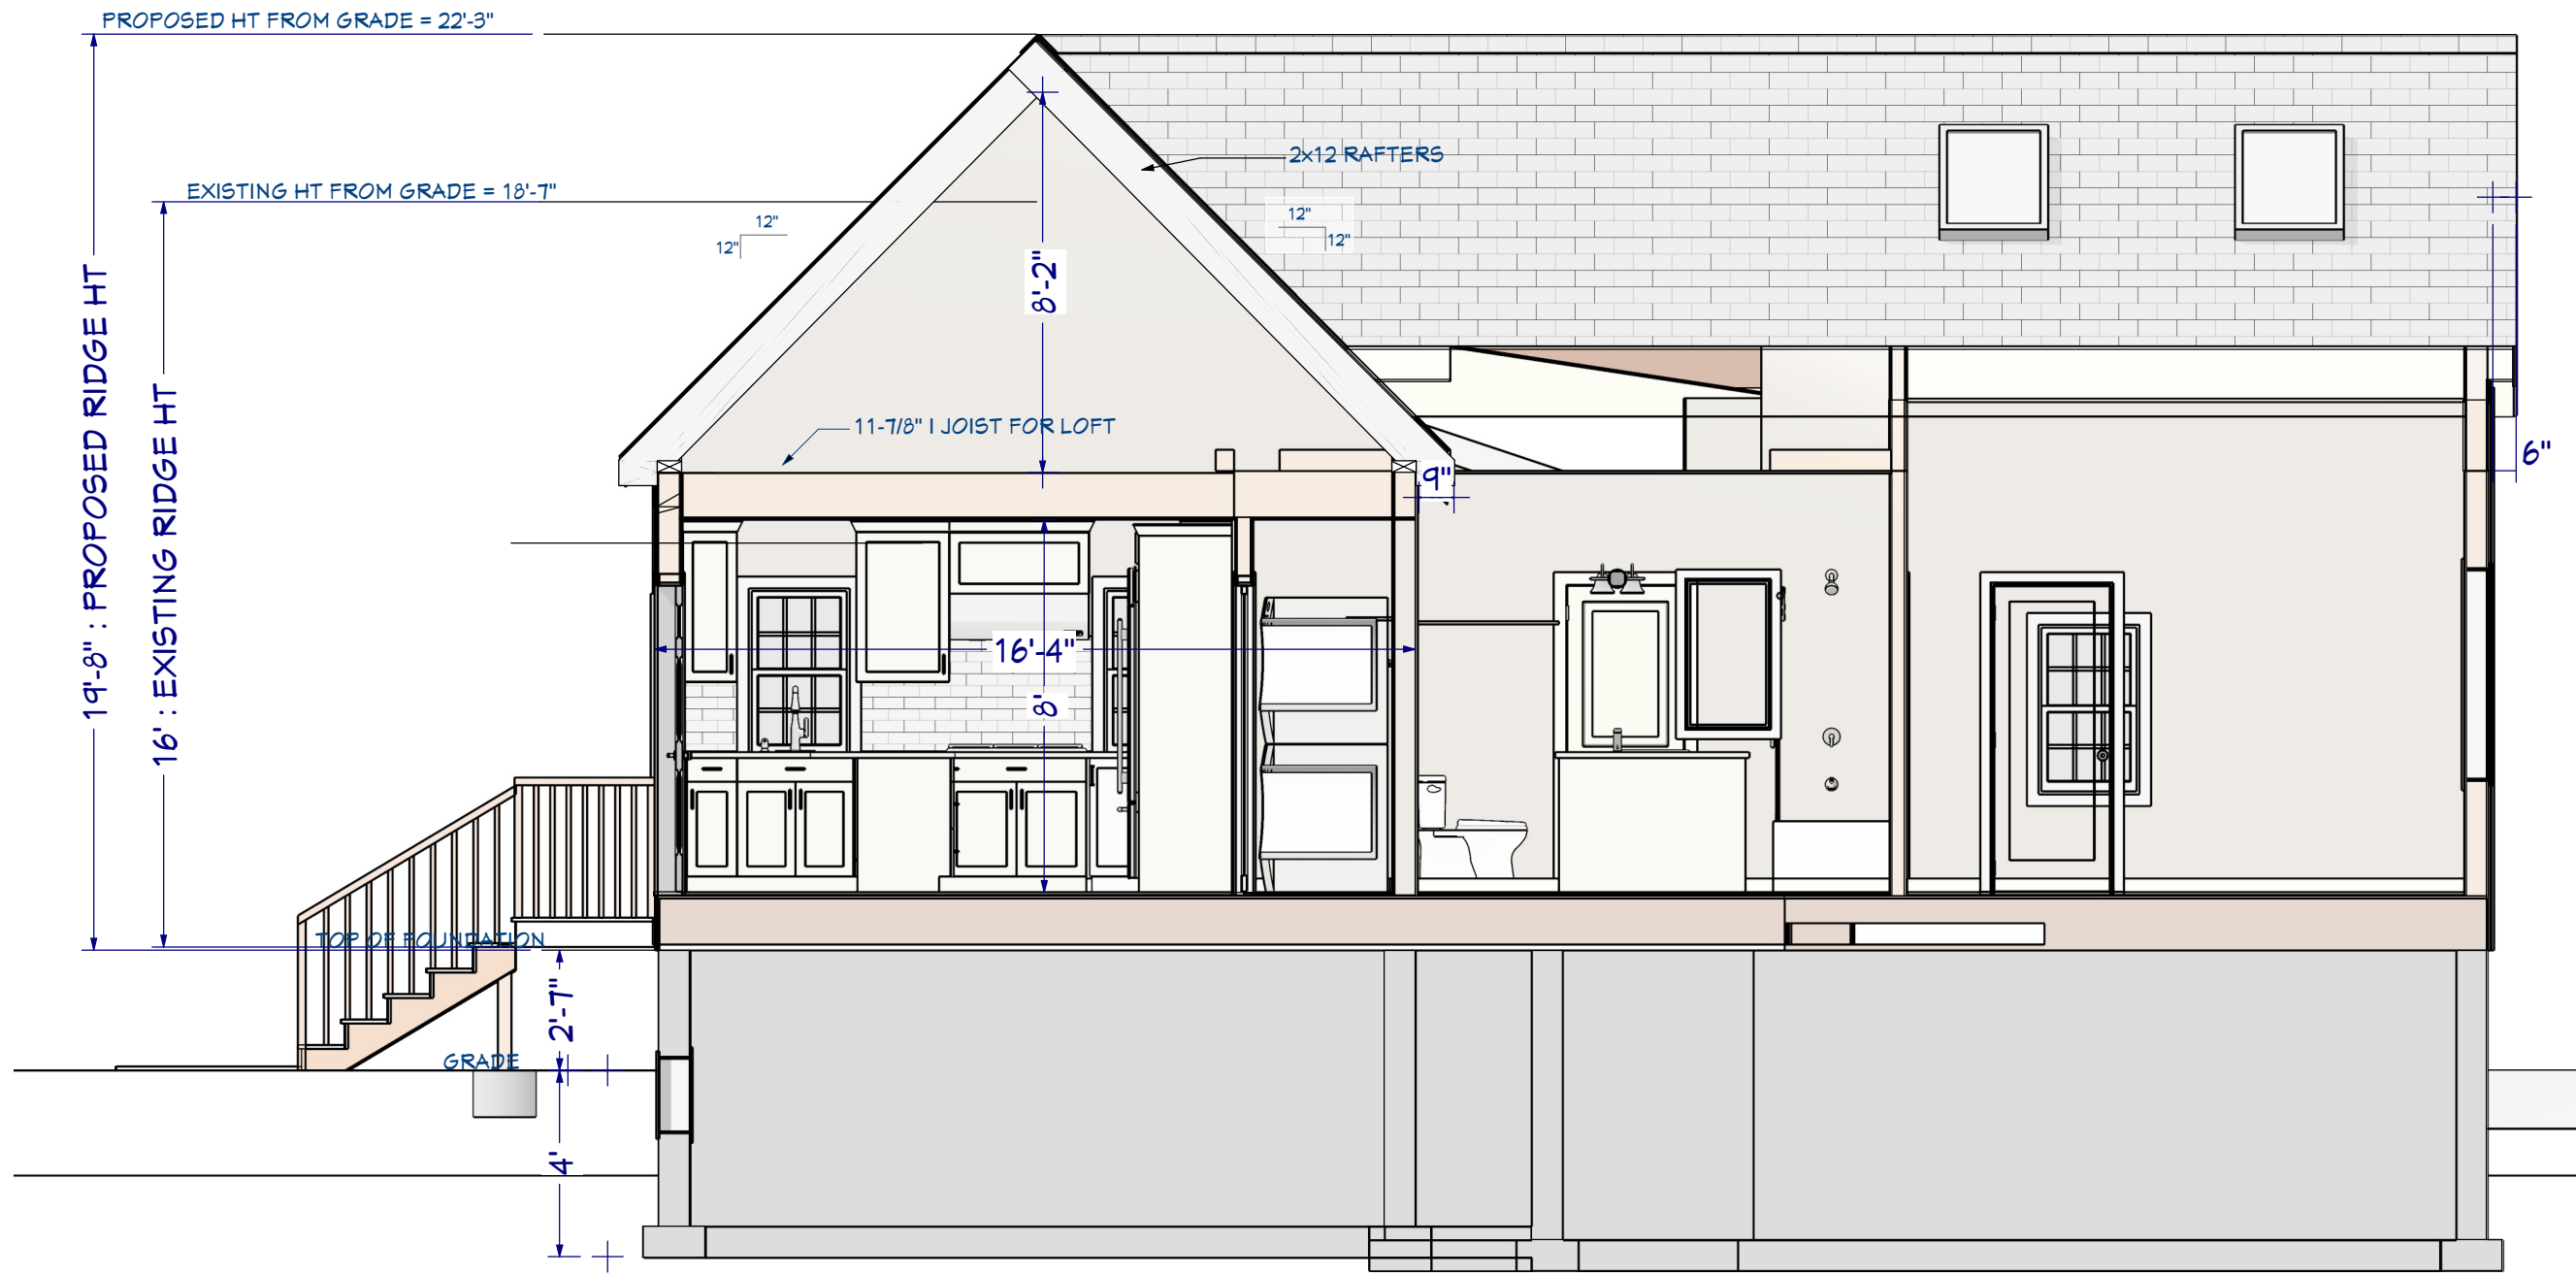 PROPOSED HT FROM GRADE = 22'-3"
2x12 RAFTERS
EXISTING HT FROM GRADE = 18'-7"
12"
12"
12"
12"
8'-2"
19'-8" : PROPOSED RIDGE HT
16' : EXISTING RIDGE HT
11-7/8" I JOIST FOR LOFT
9"
6"
16'-4"
8'
TOP OF FOUNDATION
2'-7"
GRADE
4'